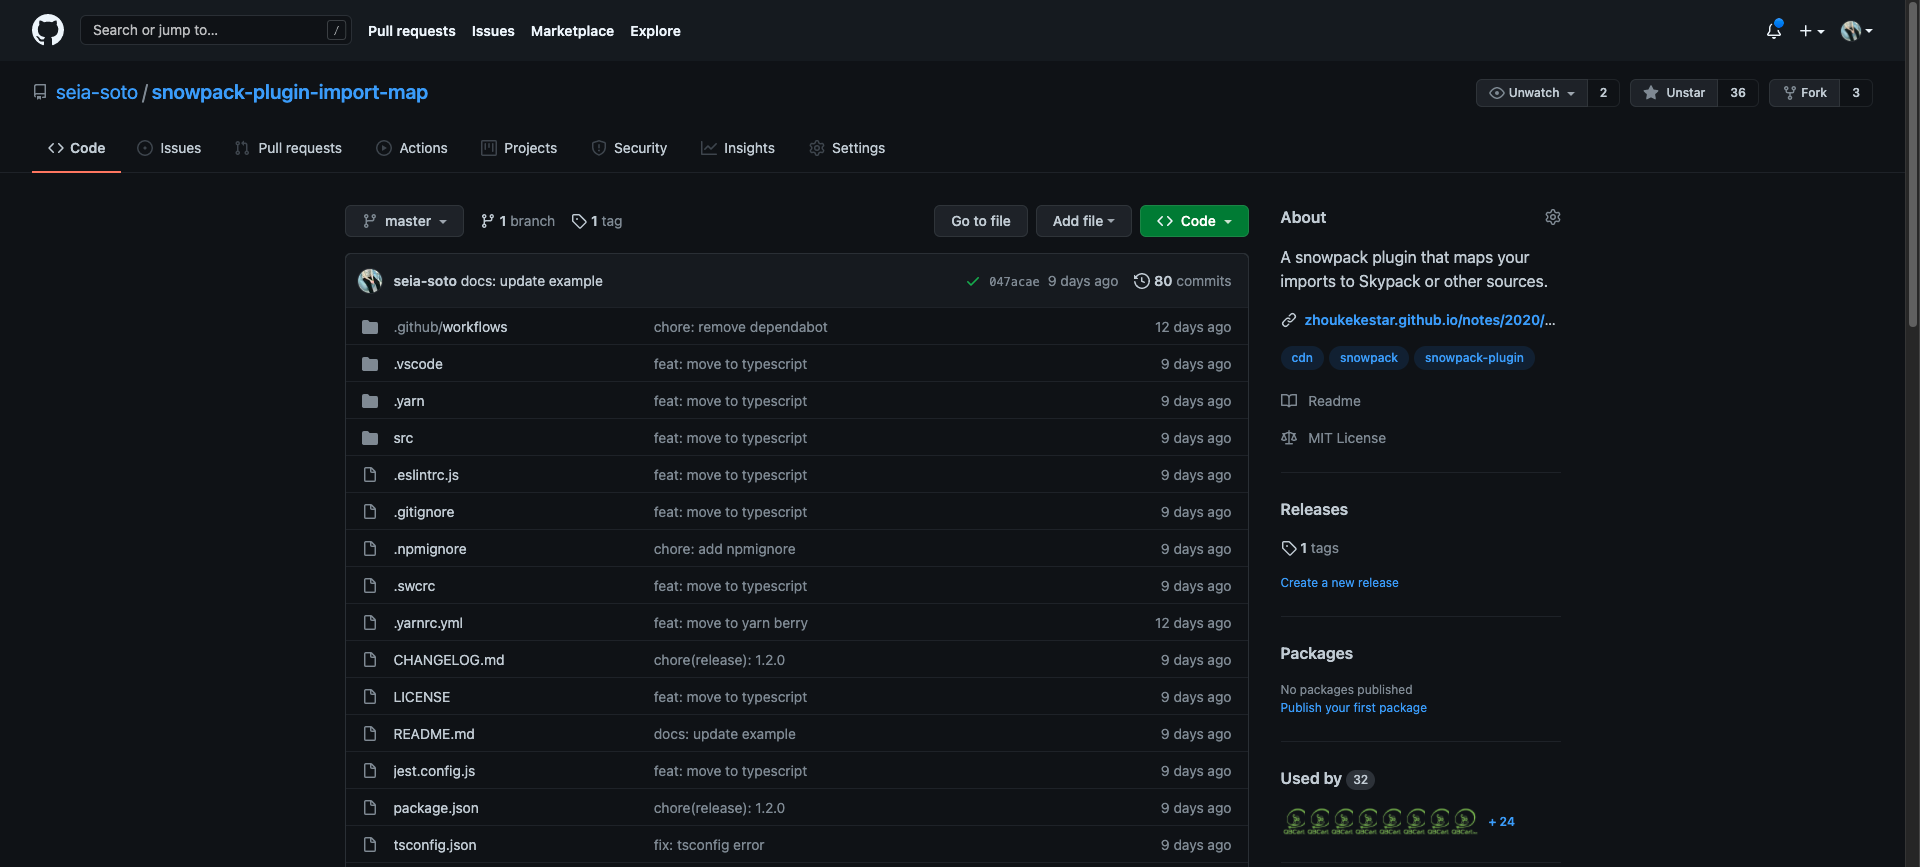 Search or jump to... /
Pull requests Issues Marketplace Explore
seia-soto / snowpack-plugin-import-map
Unwatch 2 Unstar 36 Fork 3
Code Issues Pull requests Actions Projects Security Insights Settings
master 1 branch 1 tag Go to file Add file Code
seia-soto docs: update example 047acae 9 days ago 80 commits
.github/workflows chore: remove dependabot 12 days ago
.vscode feat: move to typescript 9 days ago
.yarn feat: move to typescript 9 days ago
src feat: move to typescript 9 days ago
.eslintrc.js feat: move to typescript 9 days ago
.gitignore feat: move to typescript 9 days ago
.npmignore chore: add npmignore 9 days ago
.swcrc feat: move to typescript 9 days ago
.yarnrc.yml feat: move to yarn berry 12 days ago
CHANGELOG.md chore(release): 1.2.0 9 days ago
LICENSE feat: move to typescript 9 days ago
README.md docs: update example 9 days ago
jest.config.js feat: move to typescript 9 days ago
package.json chore(release): 1.2.0 9 days ago
tsconfig.json fix: tsconfig error 9 days ago
About
A snowpack plugin that maps your
imports to Skypack or other sources.
zhoukekestar.github.io/notes/2020/...
cdn snowpack snowpack-plugin
Readme
MIT License
Releases
1 tags
Create a new release
Packages
No packages published
Publish your first package
Used by 32
+ 24